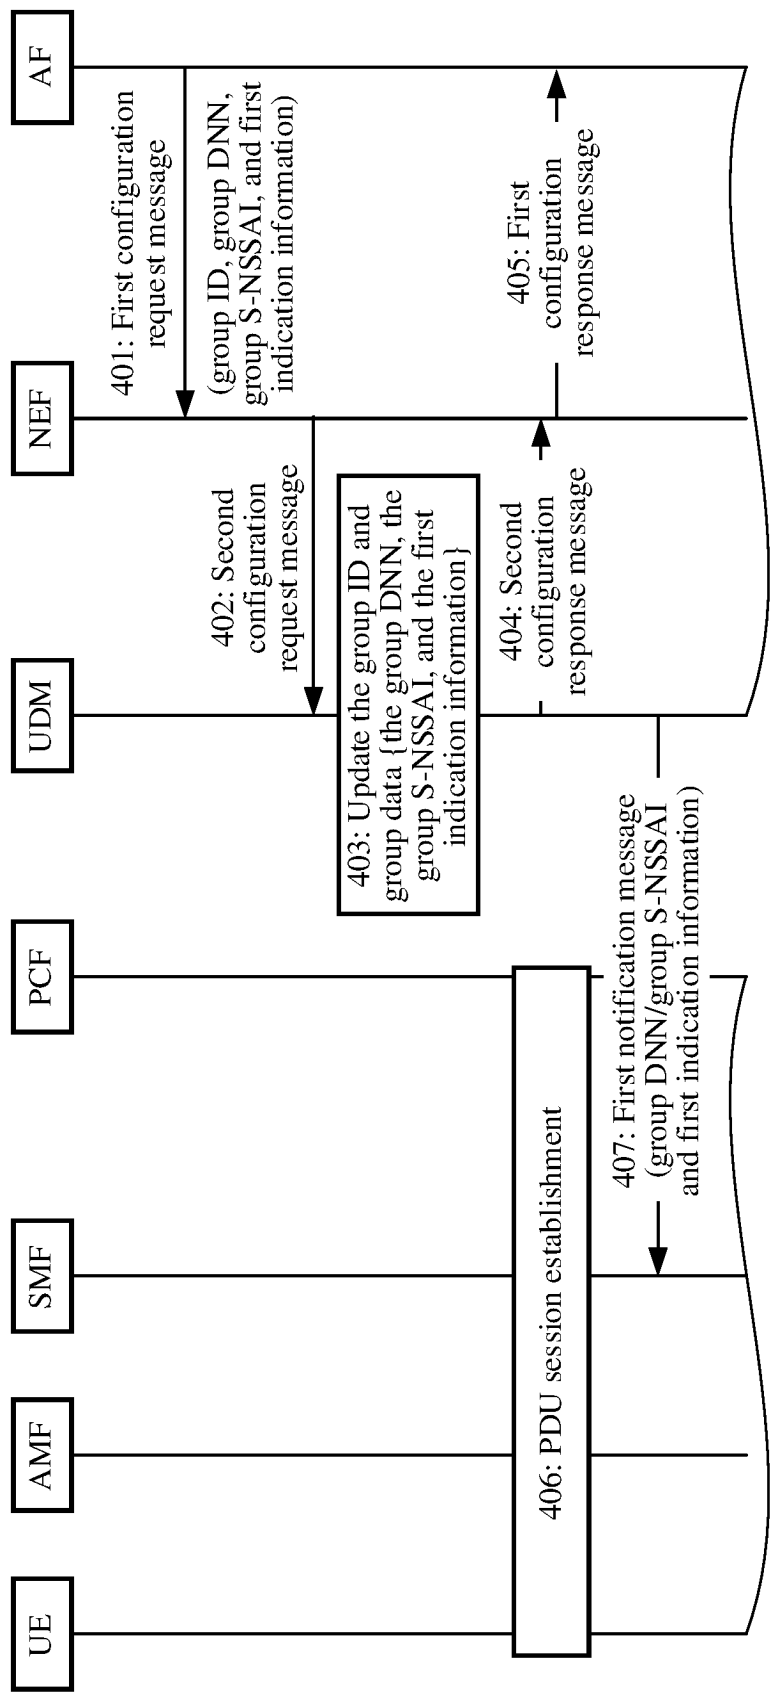 UE
AMF
SMF
PCF
UDM
NEF
AF
401: First configuration
request message
(group ID, group DNN,
group S-NSSAI, and first
indication information)
402: Second
configuration
request message
403: Update the group ID and
group data {the group DNN, the
group S-NSSAI, and the first
indication information}
404: Second
configuration
response message
405: First
configuration
response message
406: PDU session establishment
407: First notification message
(group DNN/group S-NSSAI
and first indication information)